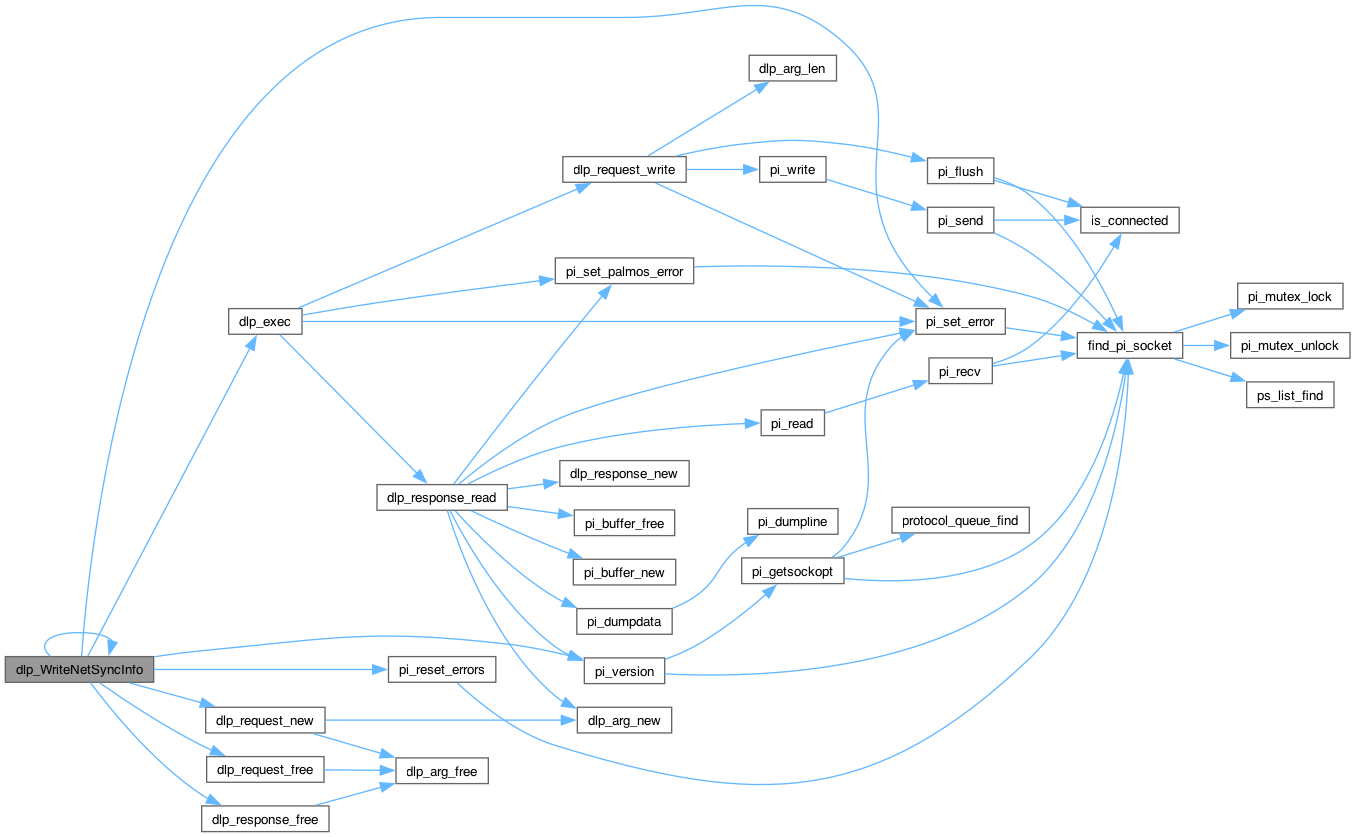 dlp_arg_len
dlp_request_write
pi_write
pi_flush
pi_send
is_connected
pi_set_palmos_error
pi_mutex_lock
dlp_exec
pi_set_error
find_pi_socket
pi_mutex_unlock
pi_recv
ps_list_find
pi_read
dlp_response_new
dlp_response_read
pi_buffer_free
pi_dumpline
protocol_queue_find
pi_buffer_new
pi_getsockopt
pi_dumpdata
dlp_WriteNetSyncInfo
pi_reset_errors
pi_version
dlp_request_new
dlp_arg_new
dlp_request_free
dlp_arg_free
dlp_response_free